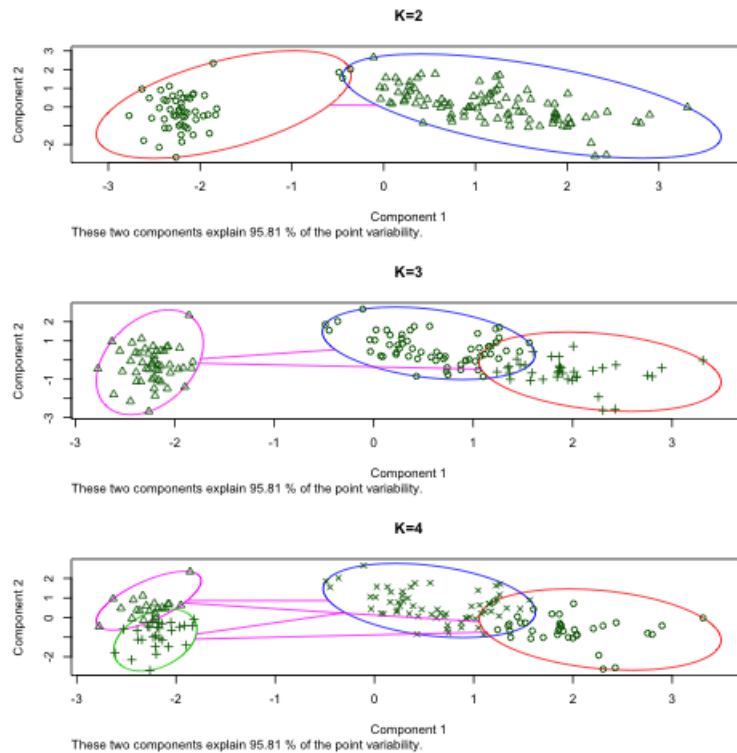 K=2
Component 2
3
2
1
0
-2
-3
-2
-1
0
1
2
3
Component 1
These two components explain 95.81 % of the point variability.
K=3
Component 2
2
1
-1
-3
-3
-2
-1
0
1
2
3
Component 1
These two components explain 95.81 % of the point variability.
K=4
Component 2
2
1
0
-2
-3
-2
-1
0
1
2
3
Component 1
These two components explain 95.81 % of the point variability.